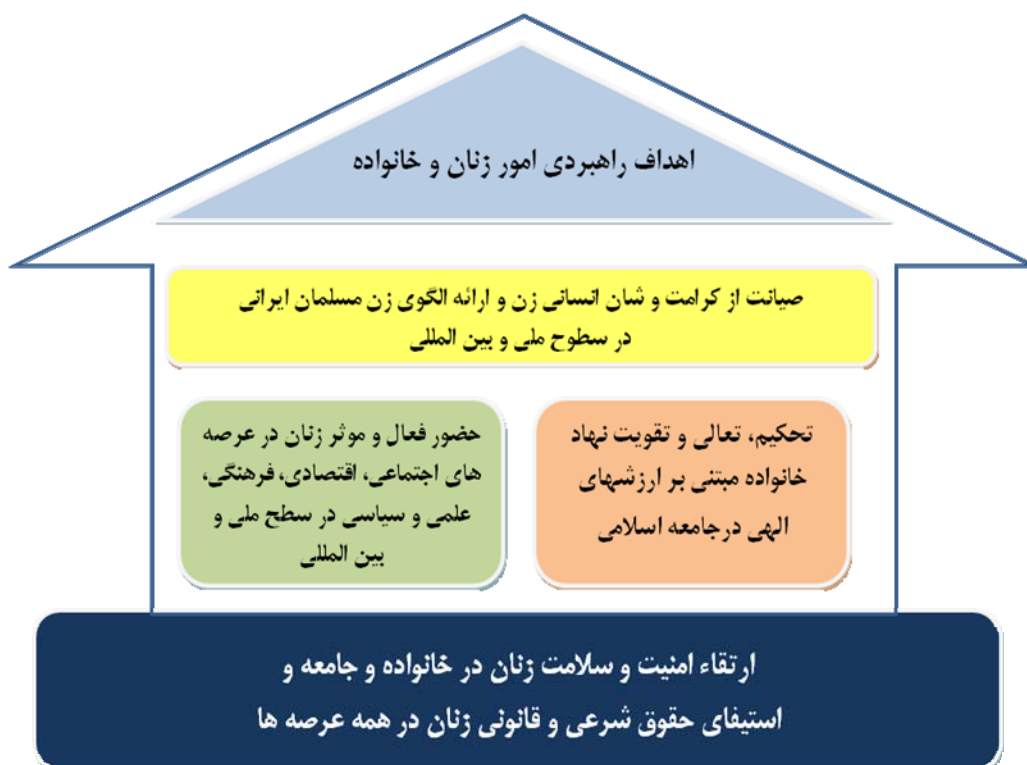 اهداف راهبردی امور زنان و خانواده
صیانت از کرامت و شان انسانی زن و ارائه الگوی زن مسلمان ایرانی
در سطوح ملی و بین المللی
تحکیم، تعالی و تقویت نهاد
خانواده مبتنی بر ارزشهای
الهی درجامعه اسلامی
حضور فعال و موثر زنان در عرصه
های اجتماعی، اقتصادی، فرهنگی،
علمی و سیاسی در سطح ملی و
بین المللی
ارتقاء امنیت و سلامت زنان در خانواده و جامعه و
استیفای حقوق شرعی و قانونی زنان در همه عرصه ها